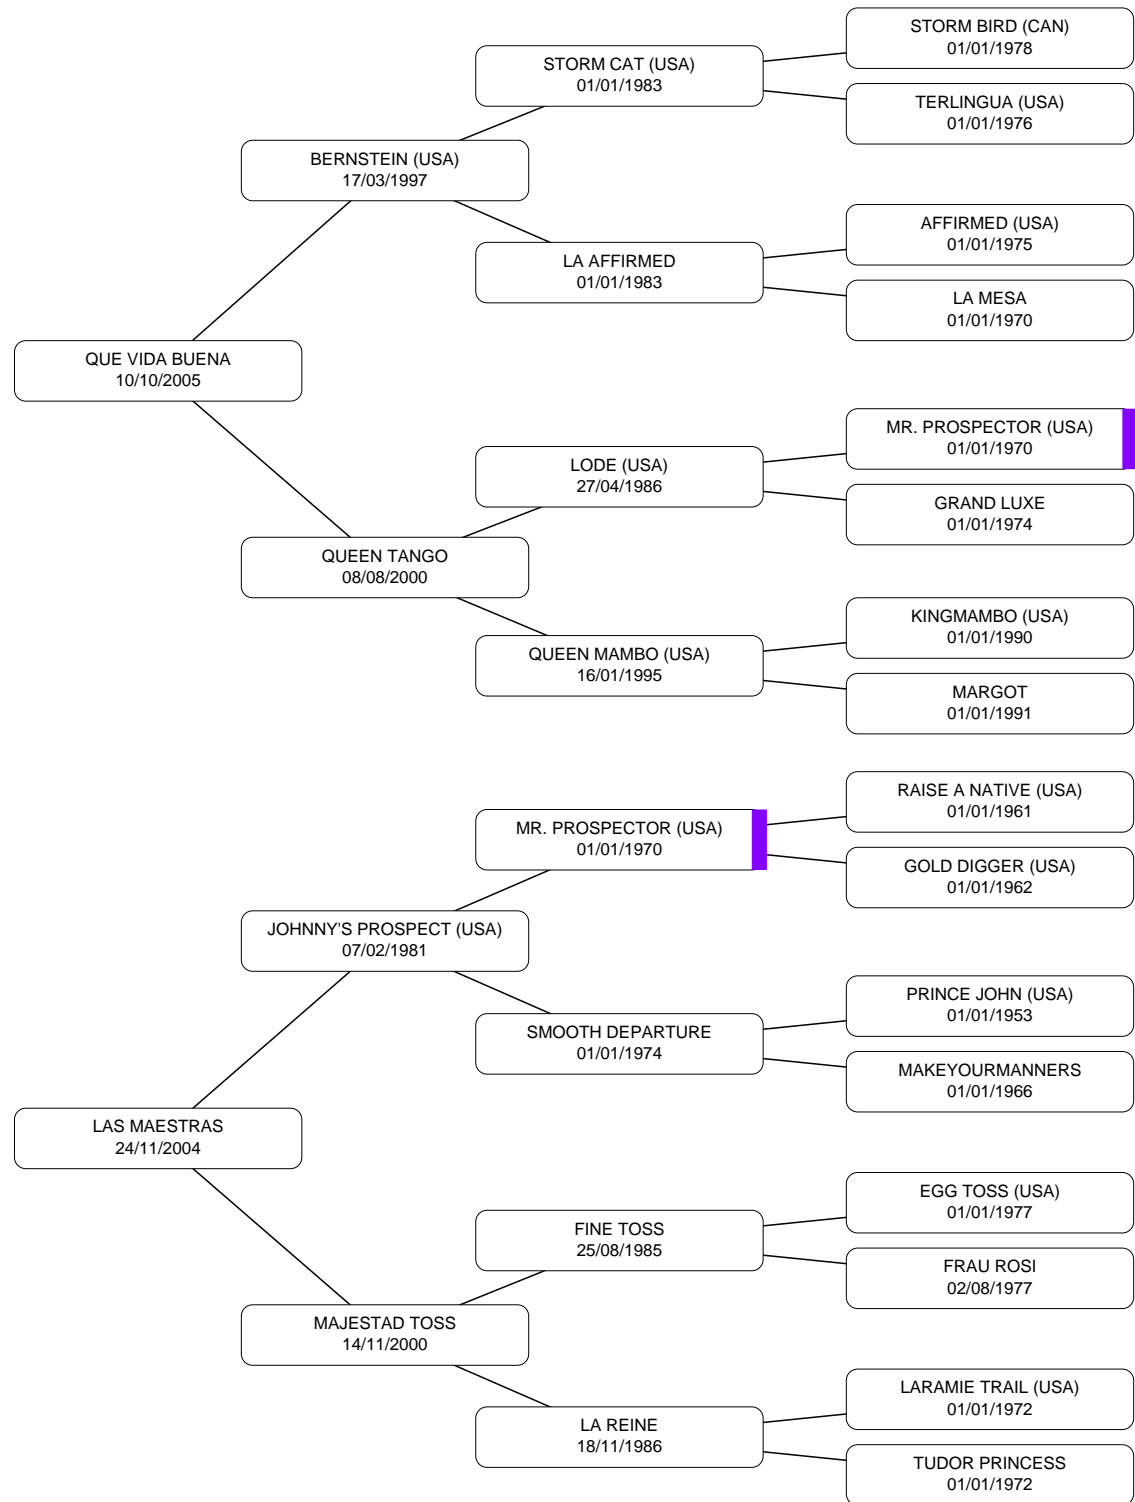 STORM BIRD (CAN)
01/01/1978
STORM CAT (USA)
01/01/1983
TERLINGUA (USA)
01/01/1976
BERNSTEIN (USA)
17/03/1997
AFFIRMED (USA)
01/01/1975
LA AFFIRMED
01/01/1983
LA MESA
01/01/1970
QUE VIDA BUENA
10/10/2005
MR. PROSPECTOR (USA)
01/01/1970
LODE (USA)
27/04/1986
GRAND LUXE
01/01/1974
QUEEN TANGO
08/08/2000
KINGMAMBO (USA)
01/01/1990
QUEEN MAMBO (USA)
16/01/1995
MARGOT
01/01/1991
RAISE A NATIVE (USA)
01/01/1961
MR. PROSPECTOR (USA)
01/01/1970
GOLD DIGGER (USA)
01/01/1962
JOHNNY'S PROSPECT (USA)
07/02/1981
PRINCE JOHN (USA)
01/01/1953
SMOOTH DEPARTURE
01/01/1974
MAKEYOURMANNERS
01/01/1966
LAS MAESTRAS
24/11/2004
EGG TOSS (USA)
01/01/1977
FINE TOSS
25/08/1985
FRAU ROSI
02/08/1977
MAJESTAD TOSS
14/11/2000
LARAMIE TRAIL (USA)
01/01/1972
LA REINE
18/11/1986
TUDOR PRINCESS
01/01/1972